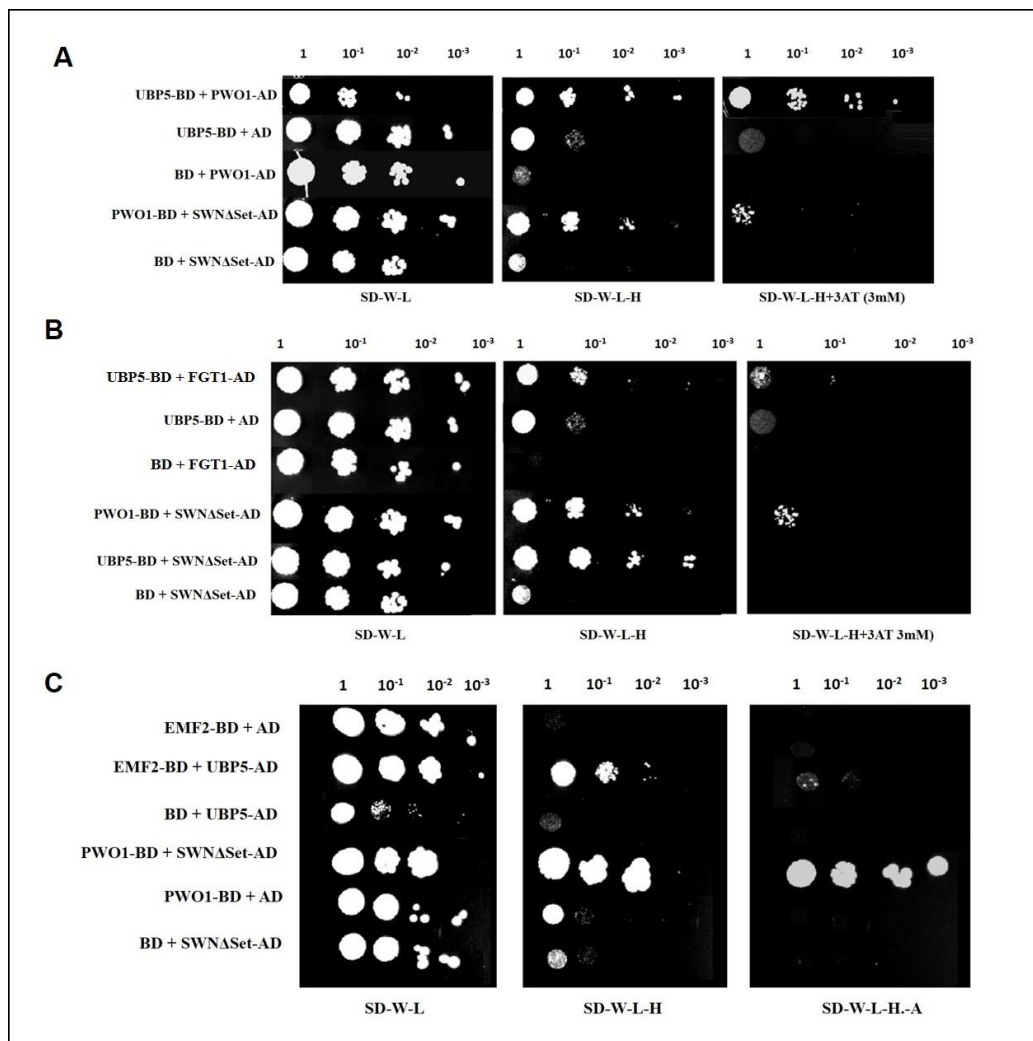 A
1 10-1 10-2 10-3 1 10-1 10-2 10-3 1 10-1 10-2 10-3
UBP5-BD + PWO1-AD
UBP5-BD + AD
BD + PWO1-AD
PWO1-BD + SWNΔSet-AD
BD + SWNΔSet-AD
SD-W-L SD-W-L-H SD-W-L-H+3AT (3mM)
B
1 10-1 10-2 10-3 1 10-1 10-2 10-3 1 10-1 10-2 10-3
UBP5-BD + FGT1-AD
UBP5-BD + AD
BD + FGT1-AD
PWO1-BD + SWNΔSet-AD
UBP5-BD + SWNΔSet-AD
BD + SWNΔSet-AD
SD-W-L SD-W-L-H SD-W-L-H+3AT 3mM)
C
1 10-1 10-2 10-3 1 10-1 10-2 10-3 1 10-1 10-2 10-3
EMF2-BD + AD
EMF2-BD + UBP5-AD
BD + UBP5-AD
PWO1-BD + SWNΔSet-AD
PWO1-BD + AD
BD + SWNΔSet-AD
SD-W-L SD-W-L-H SD-W-L-H.-A